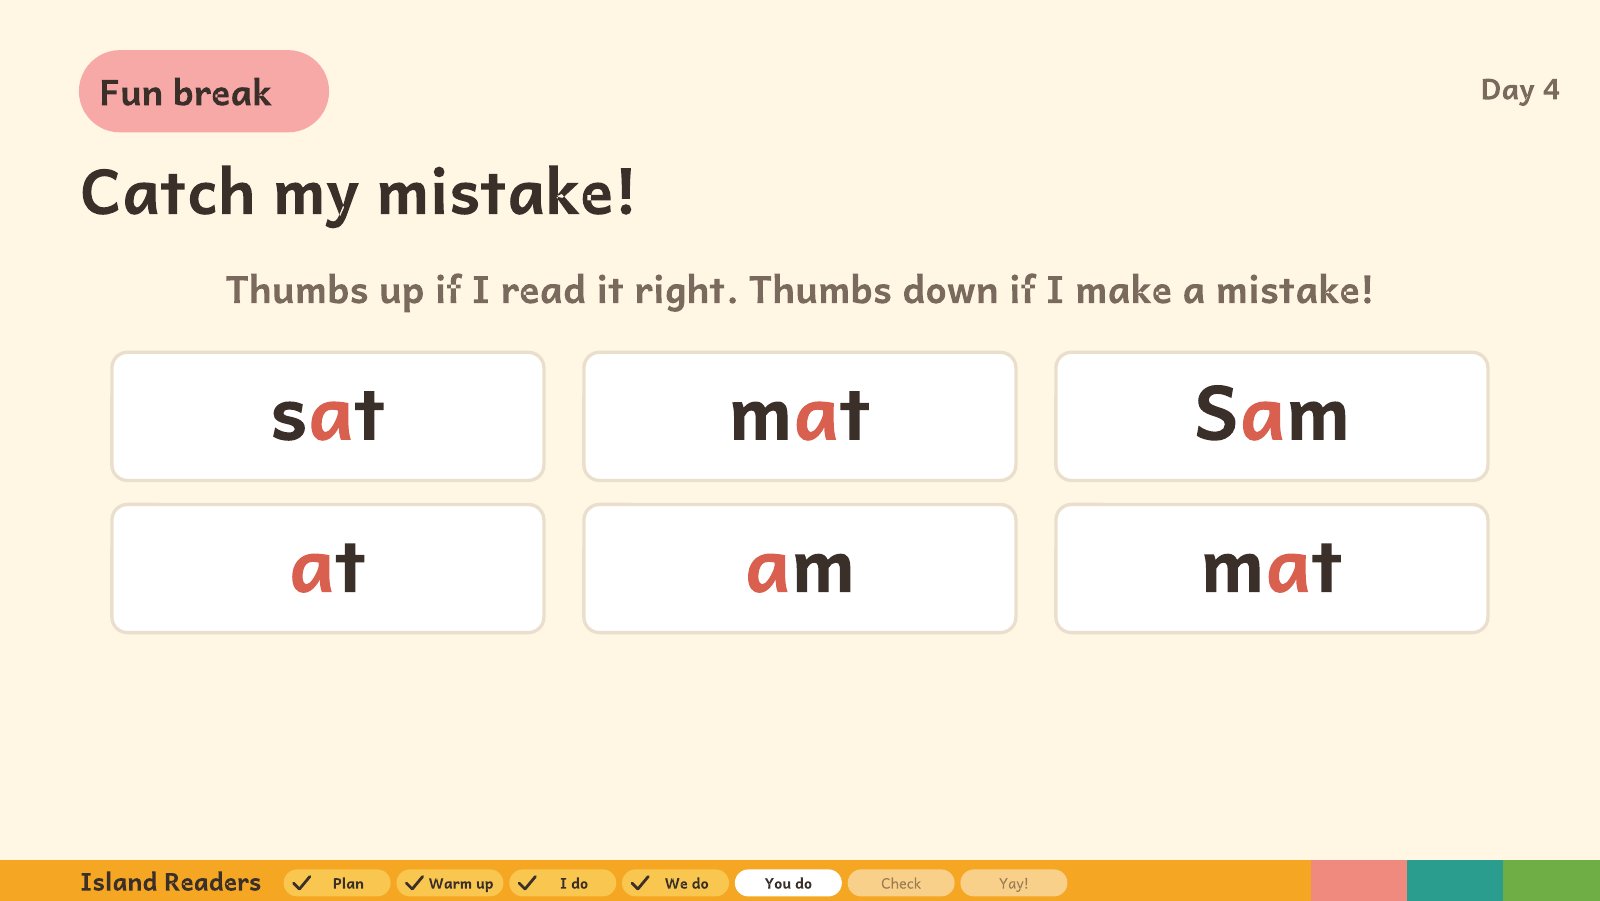 Fun break
Day 4
Catch my mistake!
Thumbs up if I read it right. Thumbs down if I make a mistake!
sat mat Sam
at am mat
Island Readers Plan Warm up I do We do You do Check Yay!